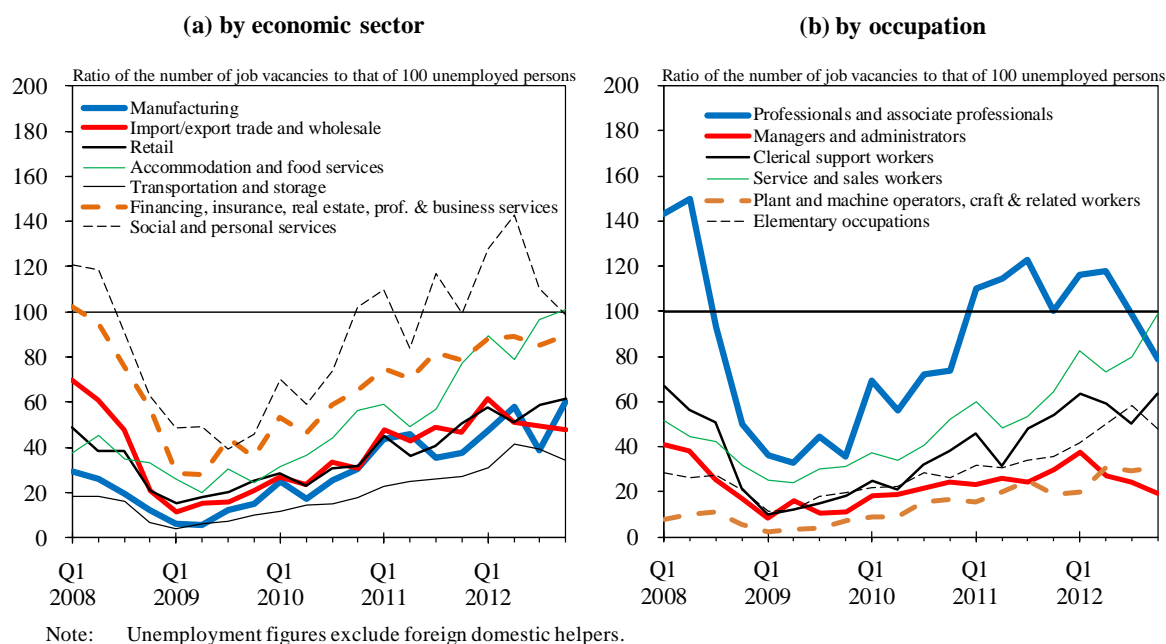 (a) by economic sector
Ratio of the number of job vacancies to that of 100 unemployed persons
200
180
160
140
120
100
80
60
40
20
0
Manufacturing
Import/export trade and wholesale
Retail
Accommodation and food services
Transportation and storage
Financing, insurance, real estate, prof. & business services
Social and personal services
Q1 Q1 Q1 Q1 Q1
2008 2009 2010 2011 2012
(b) by occupation
Ratio of the number of job vacancies to that of 100 unemployed persons
200
180
160
140
120
100
80
60
40
20
0
Professionals and associate professionals
Managers and administrators
Clerical support workers
Service and sales workers
Plant and machine operators, craft & related workers
Elementary occupations
Q1 Q1 Q1 Q1 Q1
2008 2009 2010 2011 2012
Note: Unemployment figures exclude foreign domestic helpers.